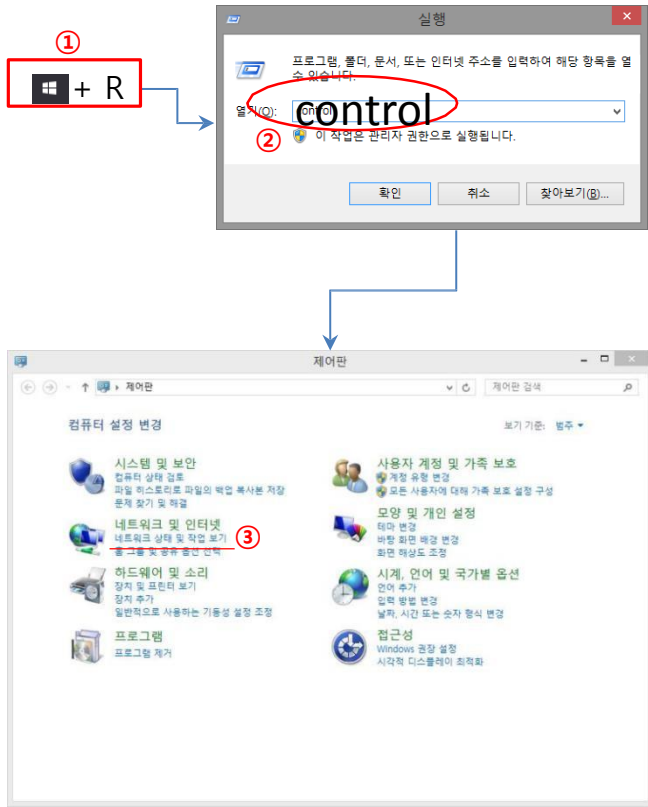 ①
+ R
실행
프로그램, 폴더, 문서, 또는 인터넷 주소를 입력하여 해당 항목을 열
수 있습니다.
열기(O): control
control
②
이 작업은 관리자 권한으로 실행됩니다.
확인 취소 찾아보기(B)...
제어판
제어판 제어판 검색
컴퓨터 설정 변경
보기 기준: 범주
시스템 및 보안
컴퓨터 상태 검토
파일 히스토리로 파일의 백업 복사본 저장
문제 찾기 및 해결
네트워크 및 인터넷
네트워크 상태 및 작업 보기 ③
홈 그룹 및 공유 옵션 선택
하드웨어 및 소리
장치 및 프린터 보기
장치 추가
일반적으로 사용하는 기동성 설정 조정
프로그램
프로그램 제거
사용자 계정 및 가족 보호
계정 유형 변경
모든 사용자에 대해 가족 보호 설정 구성
모양 및 개인 설정
테마 변경
바탕 화면 배경 변경
화면 해상도 조정
시계, 언어 및 국가별 옵션
언어 추가
입력 방법 변경
날짜, 시간 또는 숫자 형식 변경
접근성
Windows 권장 설정
시각적 디스플레이 최적화